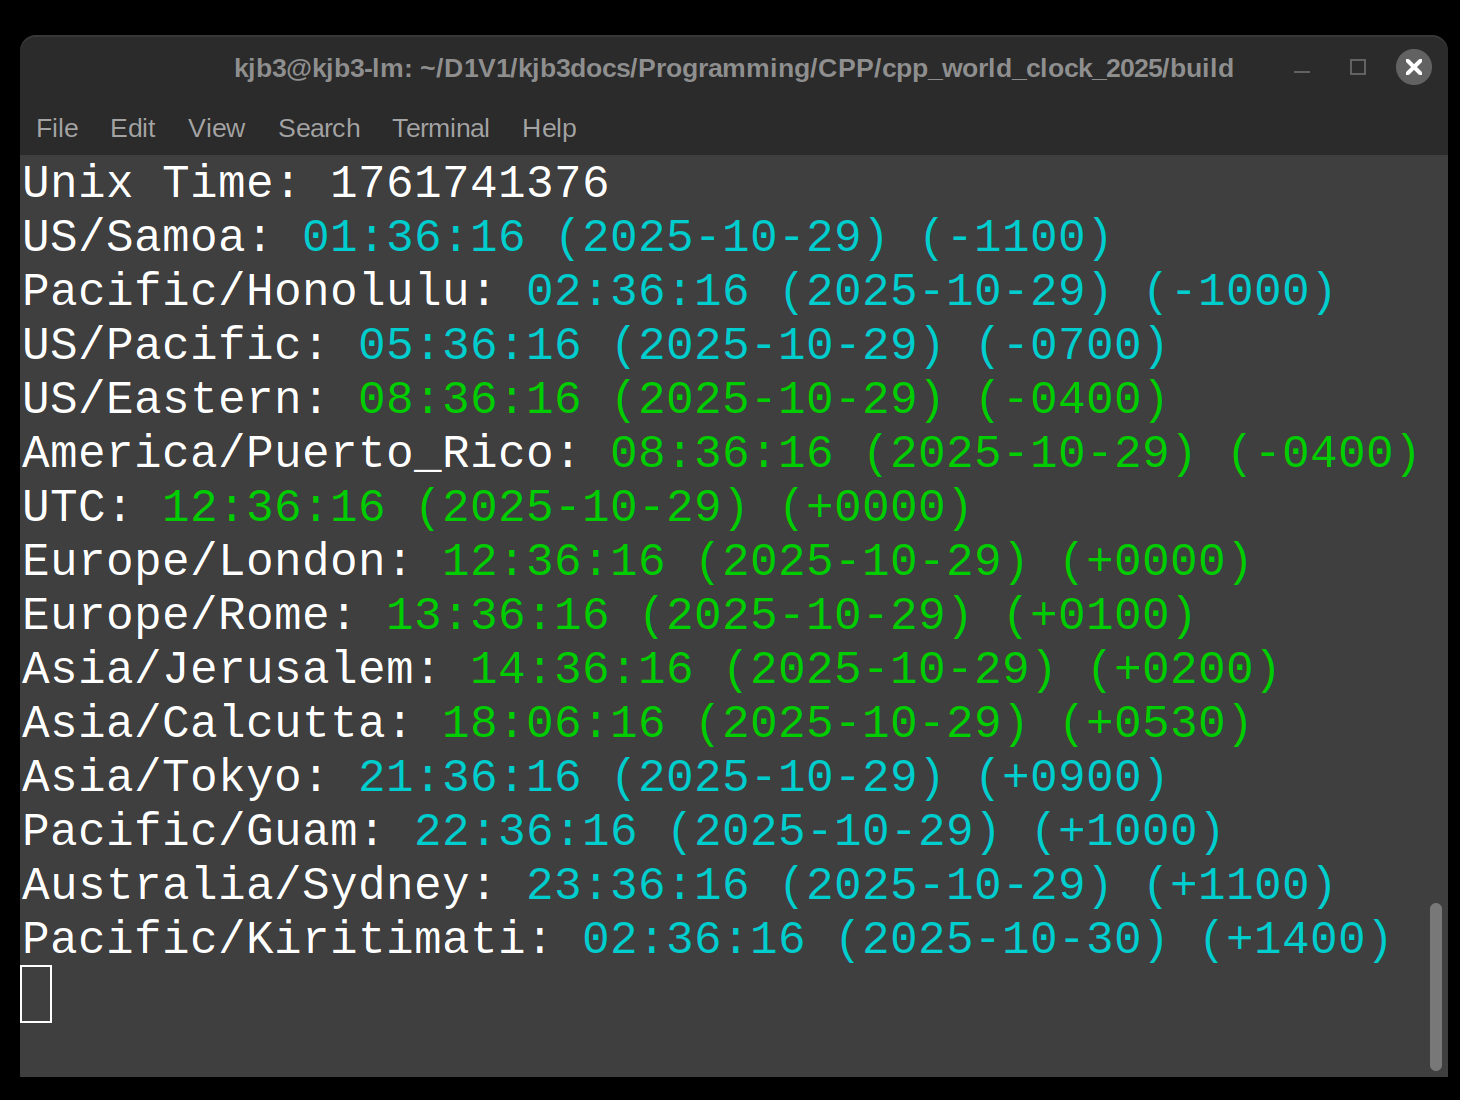 kjb3@kjb3-lm: ~/D1V1/kjb3docs/Programming/CPP/cpp_world_clock_2025/build
File Edit View Search Terminal Help
Unix Time: 1761741376
US/Samoa: 01:36:16 (2025-10-29) (-1100)
Pacific/Honolulu: 02:36:16 (2025-10-29) (-1000)
US/Pacific: 05:36:16 (2025-10-29) (-0700)
US/Eastern: 08:36:16 (2025-10-29) (-0400)
America/Puerto_Rico: 08:36:16 (2025-10-29) (-0400)
UTC: 12:36:16 (2025-10-29) (+0000)
Europe/London: 12:36:16 (2025-10-29) (+0000)
Europe/Rome: 13:36:16 (2025-10-29) (+0100)
Asia/Jerusalem: 14:36:16 (2025-10-29) (+0200)
Asia/Calcutta: 18:06:16 (2025-10-29) (+0530)
Asia/Tokyo: 21:36:16 (2025-10-29) (+0900)
Pacific/Guam: 22:36:16 (2025-10-29) (+1000)
Australia/Sydney: 23:36:16 (2025-10-29) (+1100)
Pacific/Kiritimati: 02:36:16 (2025-10-30) (+1400)